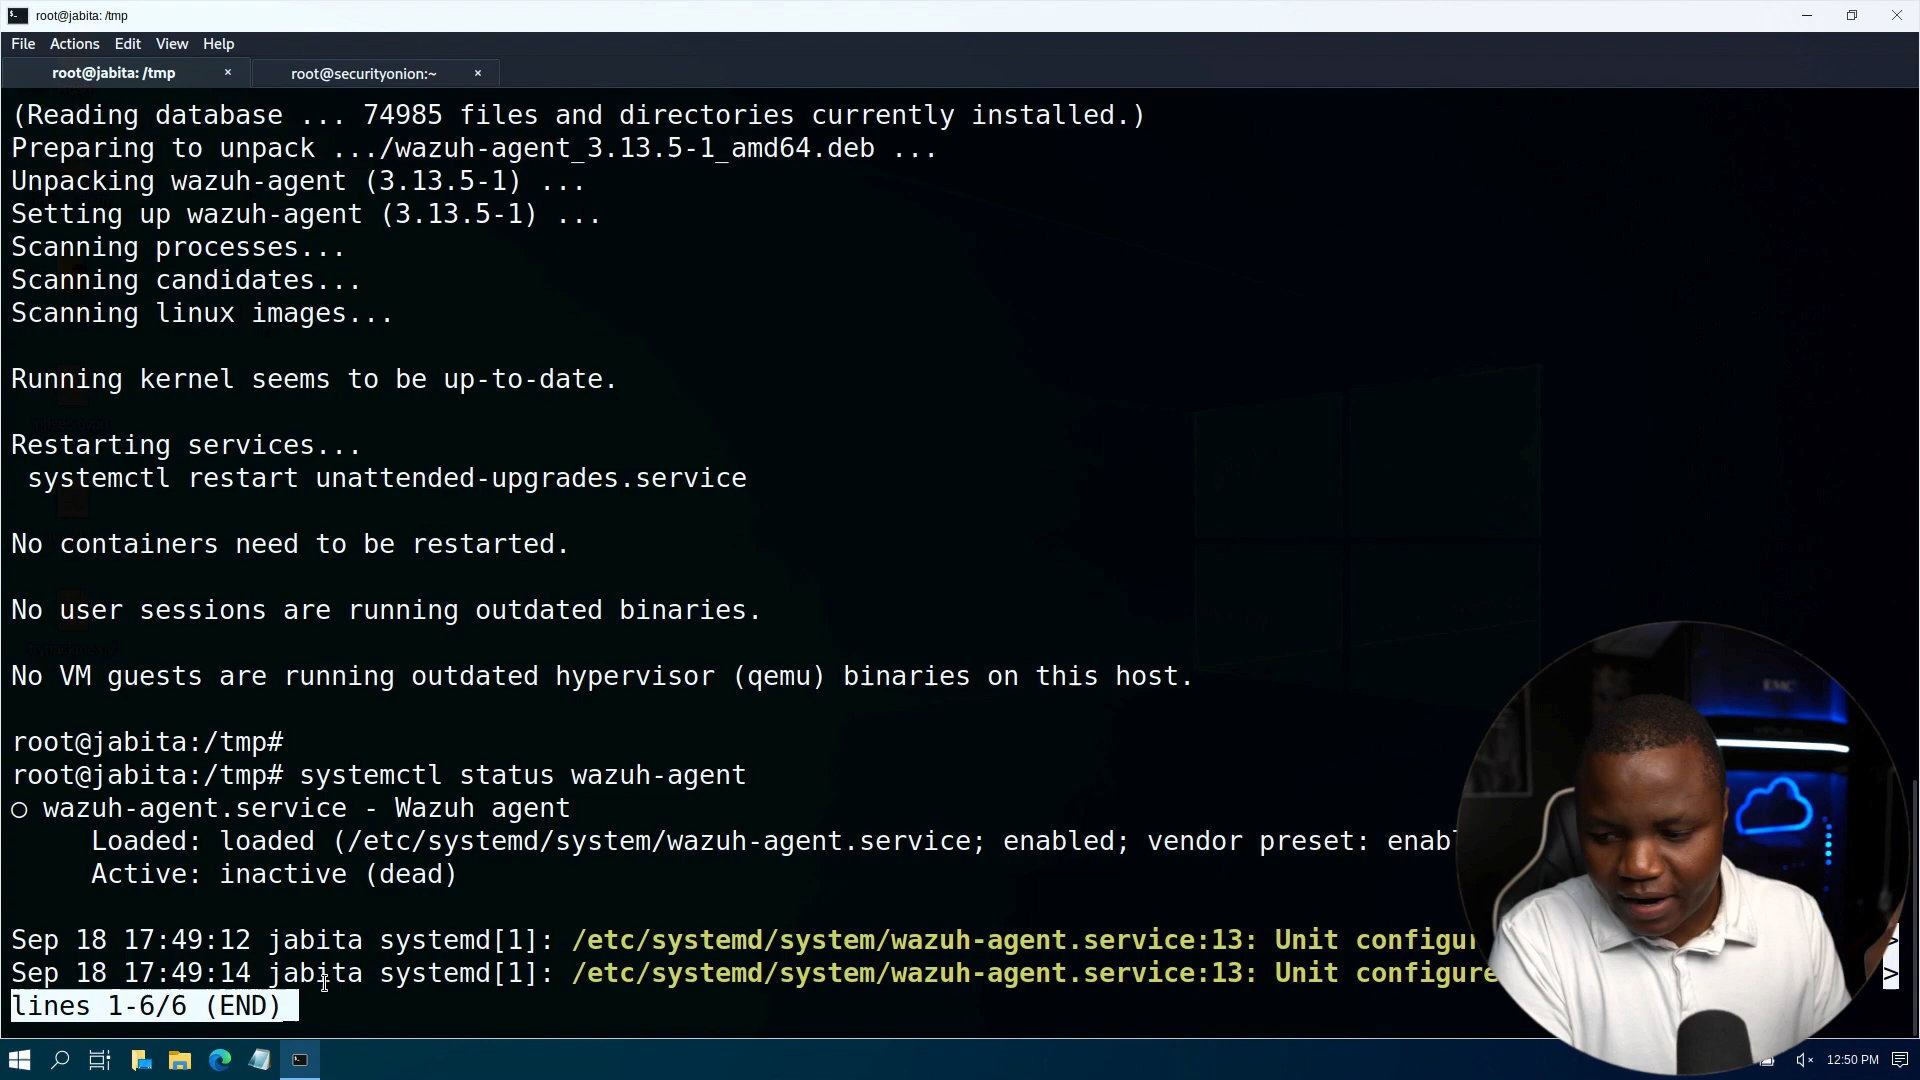 root@jabita: /tmp
File Actions Edit View Help
root@jabita: /tmp × root@securityonion:~ ×
(Reading database ... 74985 files and directories currently installed.)
Preparing to unpack .../wazuh-agent_3.13.5-1_amd64.deb ...
Unpacking wazuh-agent (3.13.5-1) ...
Setting up wazuh-agent (3.13.5-1) ...
Scanning processes...
Scanning candidates...
Scanning linux images...
Running kernel seems to be up-to-date.
Restarting services...
systemctl restart unattended-upgrades.service
No containers need to be restarted.
No user sessions are running outdated binaries.
No VM guests are running outdated hypervisor (qemu) binaries on this host.
root@jabita:/tmp#
root@jabita:/tmp# systemctl status wazuh-agent
○ wazuh-agent.service - Wazuh agent
Loaded: loaded (/etc/systemd/system/wazuh-agent.service; enabled; vendor preset: enab
Active: inactive (dead)
Sep 18 17:49:12 jabita systemd[1]: /etc/systemd/system/wazuh-agent.service:13: Unit configur >
Sep 18 17:49:14 jabita systemd[1]: /etc/systemd/system/wazuh-agent.service:13: Unit configure >
lines 1-6/6 (END)
EMC
12:50 PM